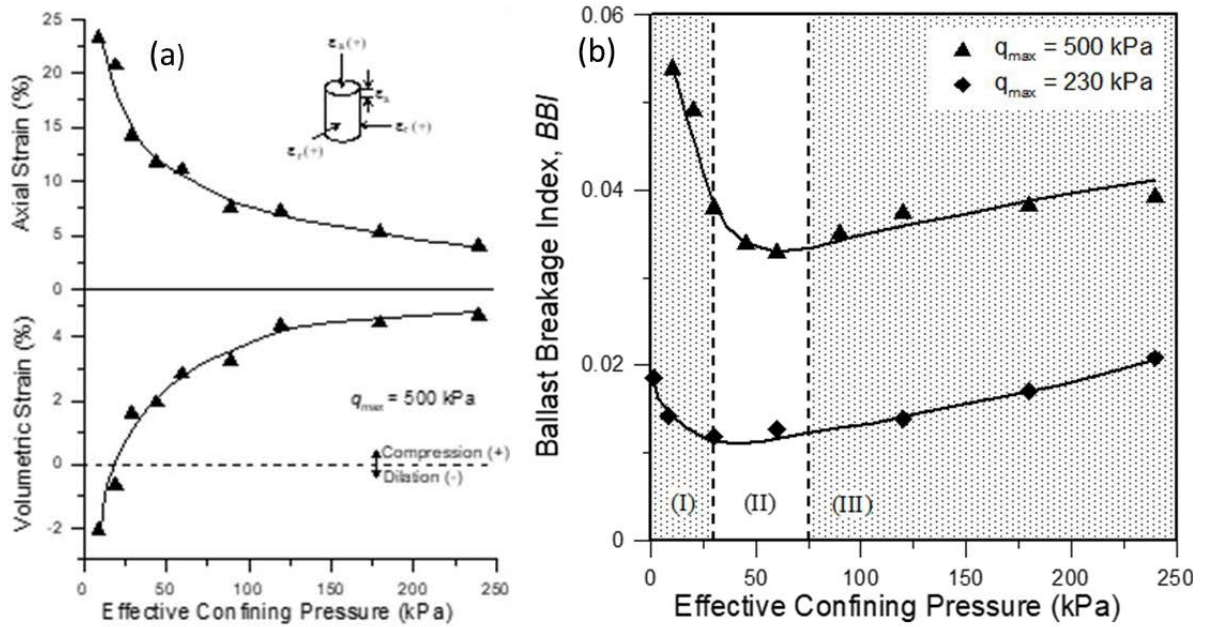 (a)
Axial Strain (%)
25
20
15
10
5
0
εa(+)
εa
εr(+)
εr(+)
Volumetric Strain (%)
4
2
0
-2
qmax = 500 kPa
Compression (+)
Dilation (-)
0 50 100 150 200 250
Effective Confining Pressure (kPa)
(b)
Ballast Breakage Index, BBI
0.06
0.04
0.02
0
qmax = 500 kPa
qmax = 230 kPa
(I) (II) (III)
0 50 100 150 200 250
Effective Confining Pressure (kPa)